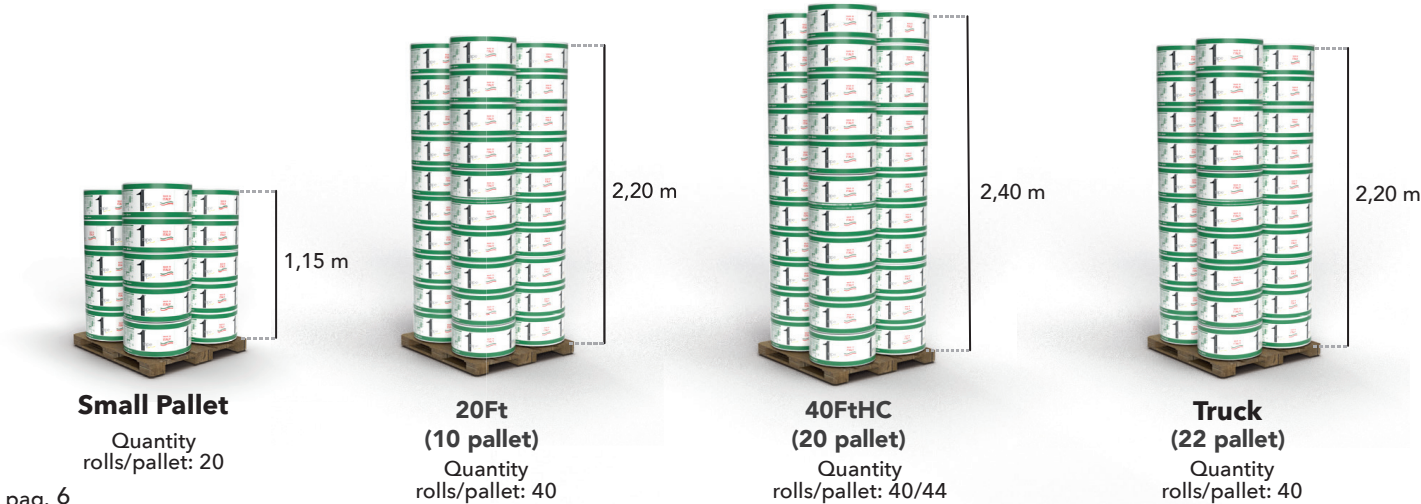 1,15 m
2,20 m
2,40 m
2,20 m
Small Pallet
Quantity
rolls/pallet: 20
20Ft
(10 pallet)
Quantity
rolls/pallet: 40
40FtHC
(20 pallet)
Quantity
rolls/pallet: 40/44
Truck
(22 pallet)
Quantity
rolls/pallet: 40
pag. 6